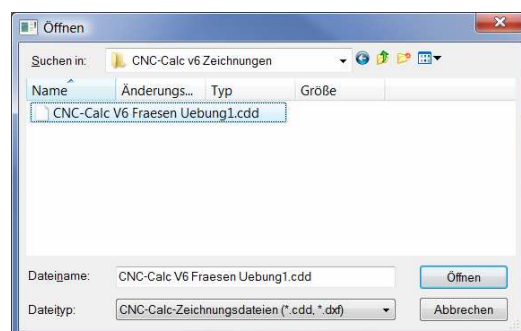 Öffnen
Suchen in: CNC-Calc v6 Zeichnungen
Name Änderungs... Typ Größe
CNC-Calc V6 Fraesen Uebung1.cdd
Dateiname: CNC-Calc V6 Fraesen Uebung1.cdd Öffnen
Dateityp: CNC-Calc-Zeichnungsdateien (*.cdd, *.dxf) Abbrechen